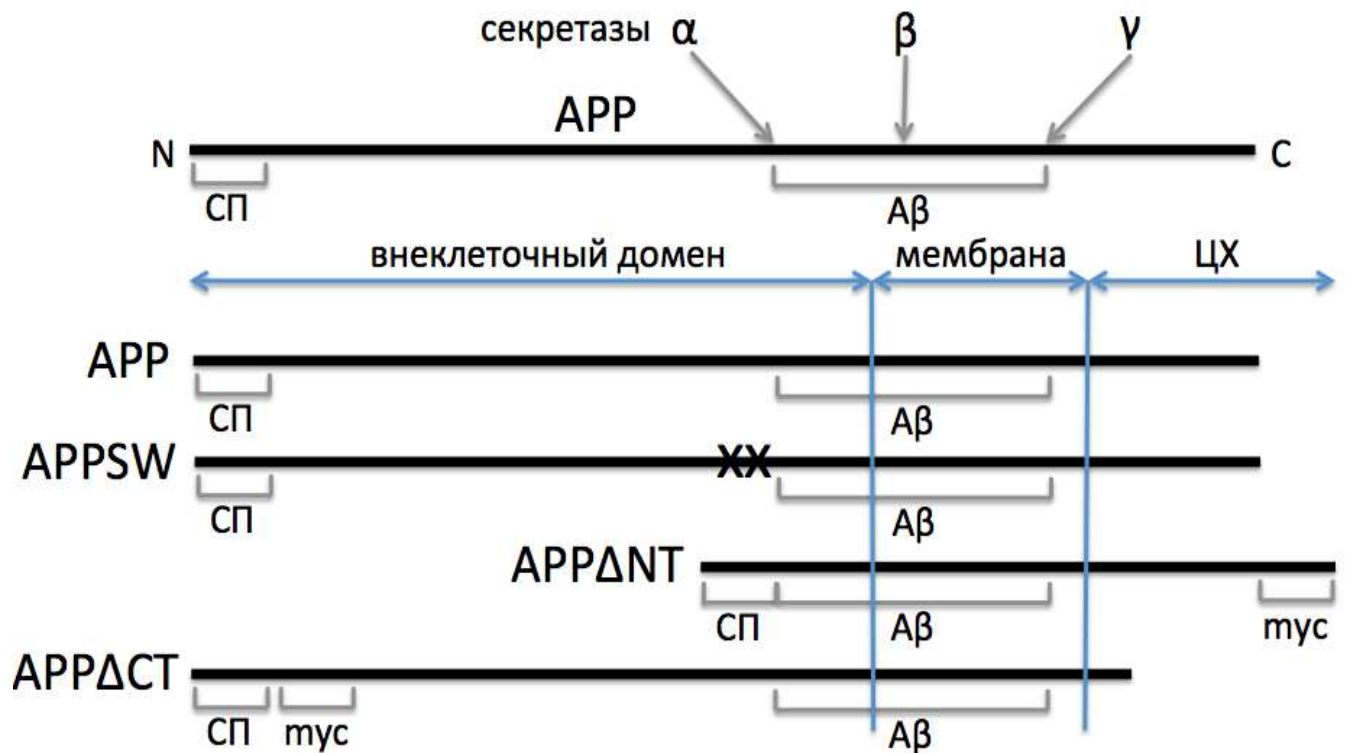 секретазы α β γ
APP
N C
СП Aβ
внеклеточный домен мембрана ЦХ
APP
СП Aβ
APPSW XX
СП Aβ
APPΔNT
СП Aβ myc
APPΔCT
СП myc Aβ